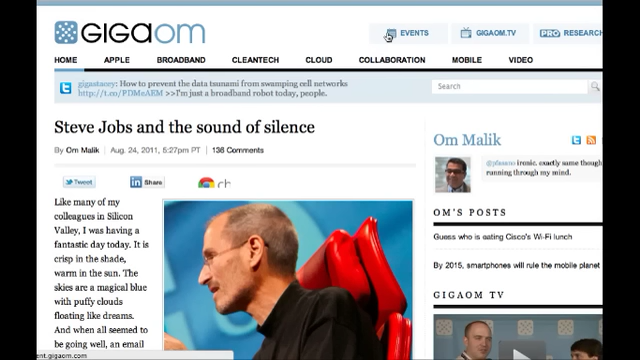 GIGAOM
EVENTS
GIGAOM.TV
PRO RESEARCH
HOME APPLE BROADBAND CLEANTECH CLOUD COLLABORATION MOBILE VIDEO
gigastacey: How to prevent the data tsunami from swamping cell networks
http://t.co/PDMeAEM >>I'm just a broadband robot today, people.
Search
Steve Jobs and the sound of silence
By Om Malik | Aug. 24, 2011, 5:27pm PT | 136 Comments
Tweet
Share
ch
Like many of my
colleagues in Silicon
Valley, I was having a
fantastic day today. It is
crisp in the shade,
warm in the sun. The
skies are a magical blue
with puffy clouds
floating like dreams.
And when all seemed to
be going well, an email
Om Malik
ironic. exactly same though
running through my mind.
OM'S POSTS
Guess who is eating Cisco's Wi-Fi lunch
By 2015, smartphones will rule the mobile planet
GIGAOM TV
ent.gigaom.com